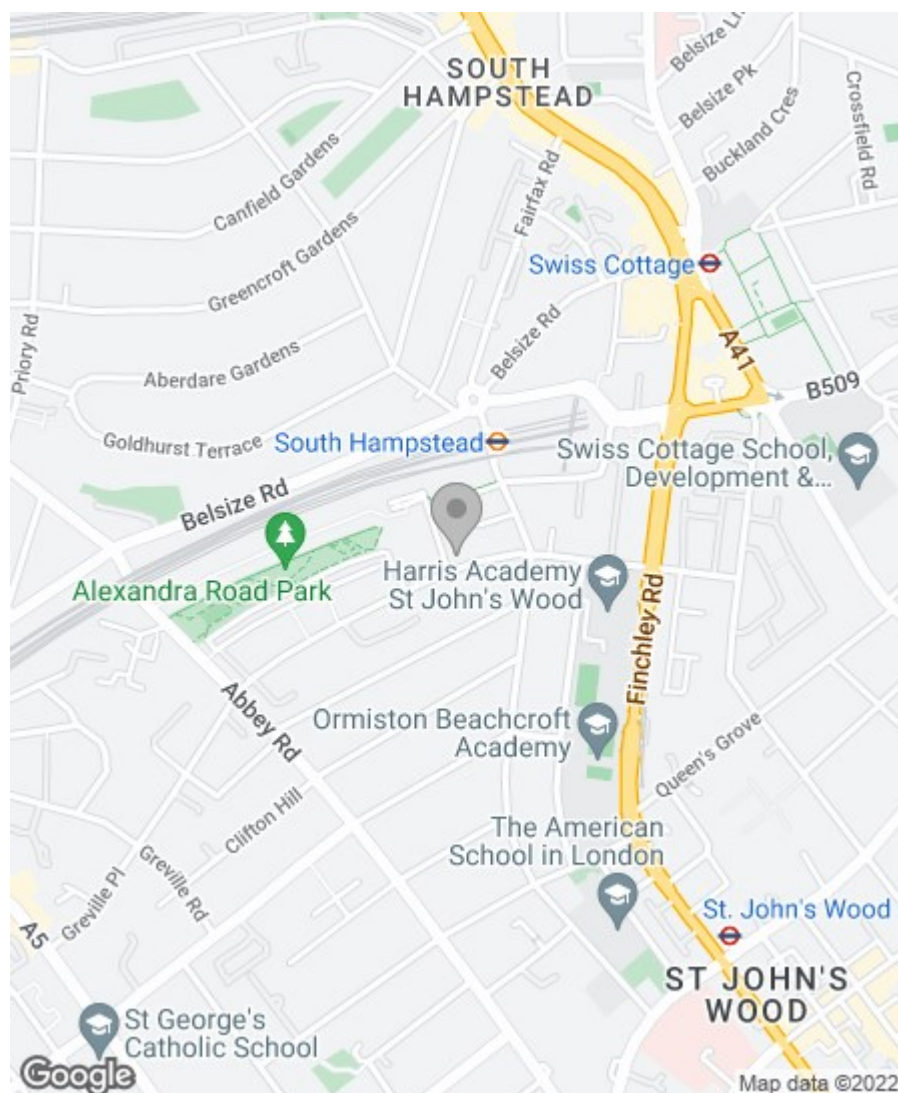 SOUTH
HAMPSTEAD
Belsize Pk
Buckland Cres
Crossfield Rd
Fairfax Rd
Canfield Gardens
Greencroft Gardens
Swiss Cottage
Priory Rd
Belsize Rd
Aberdare Gardens
A41
B509
Goldhurst Terrace
South Hampstead
Swiss Cottage School,
Development &...
Belsize Rd
Alexandra Road Park
Harris Academy
St John's Wood
Finchley Rd
Abbey Rd
Ormiston Beachcroft
Academy
Queen's Grove
Clifton Hill
The American
School in London
Greville Pl
Greville Rd
A5
St. John's Wood
ST JOHN'S
WOOD
St George's
Catholic School
Google
Map data ©2022